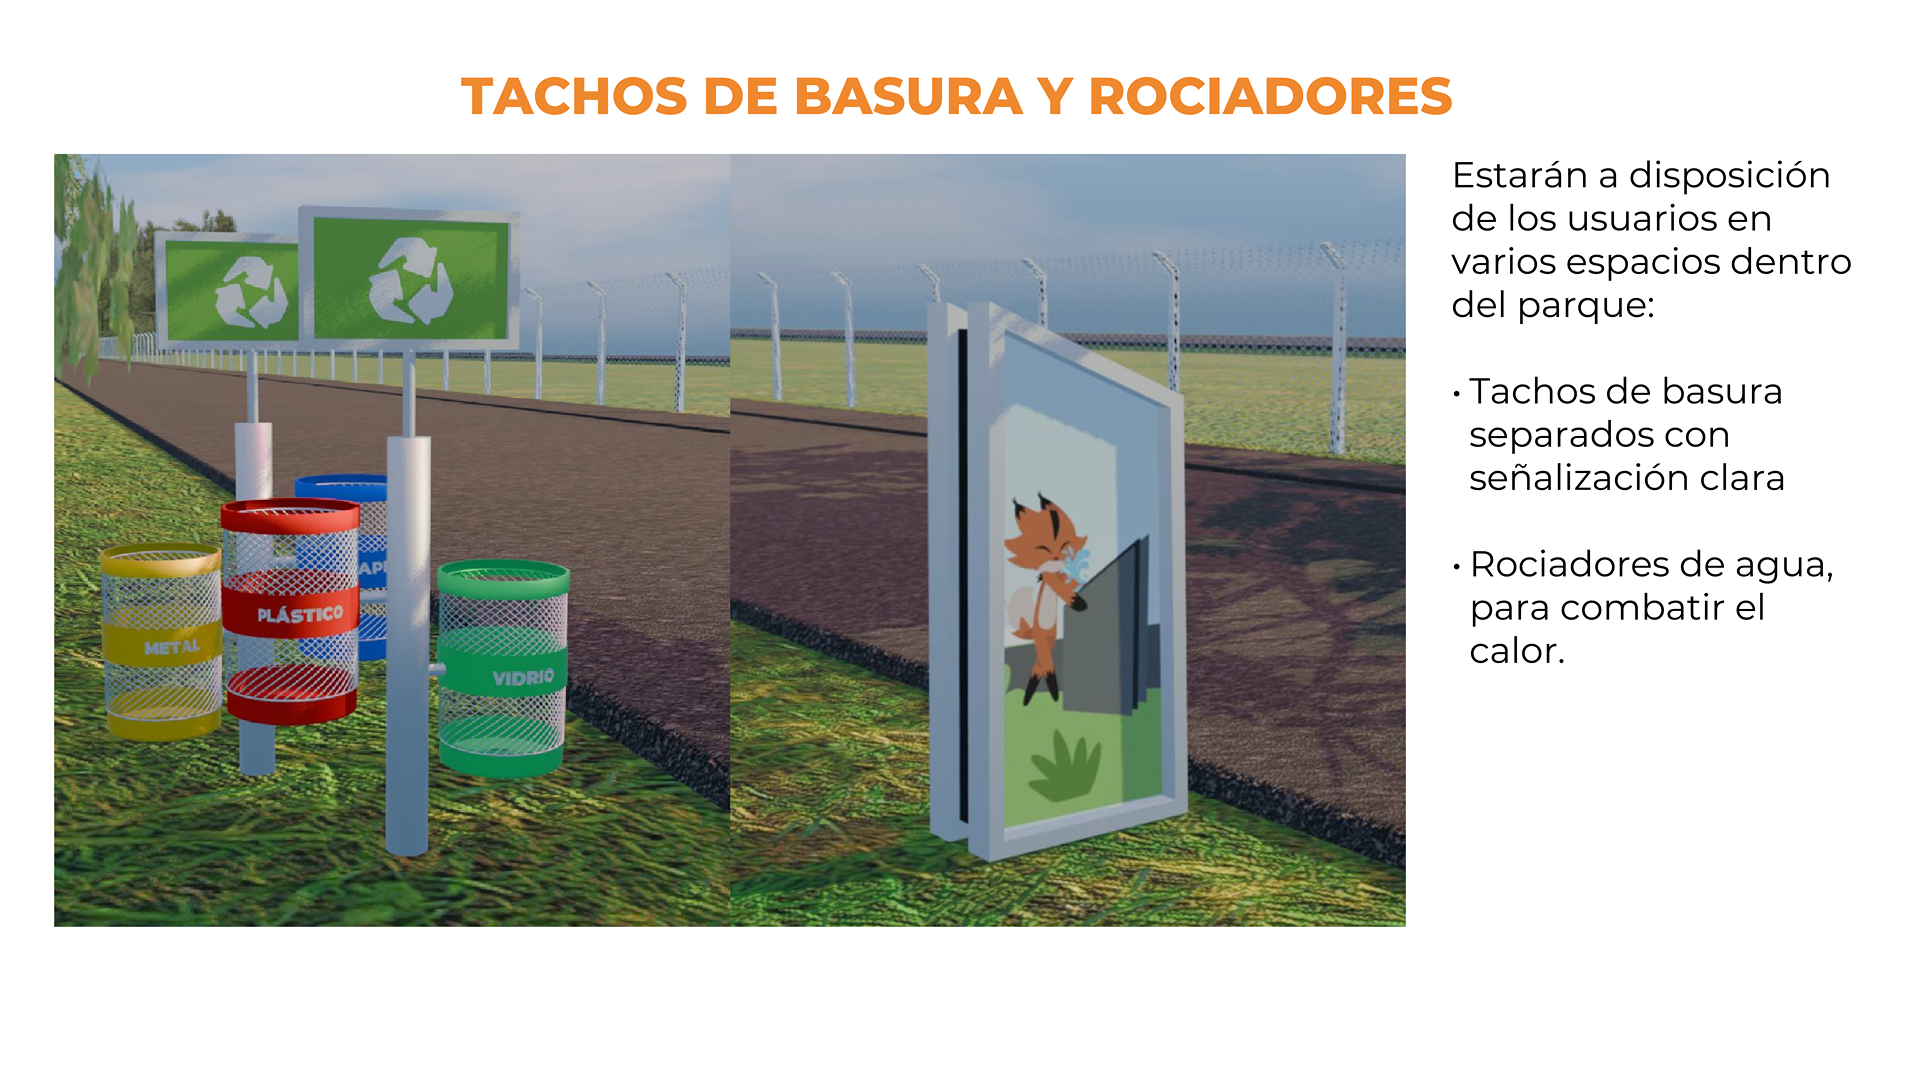 TACHOS DE BASURA Y ROCIADORES
Estarán a disposición
de los usuarios en
varios espacios dentro
del parque:
• Tachos de basura
separados con
señalización clara
• Rociadores de agua,
para combatir el
calor.
METAL
PLÁSTICO
VIDRIO